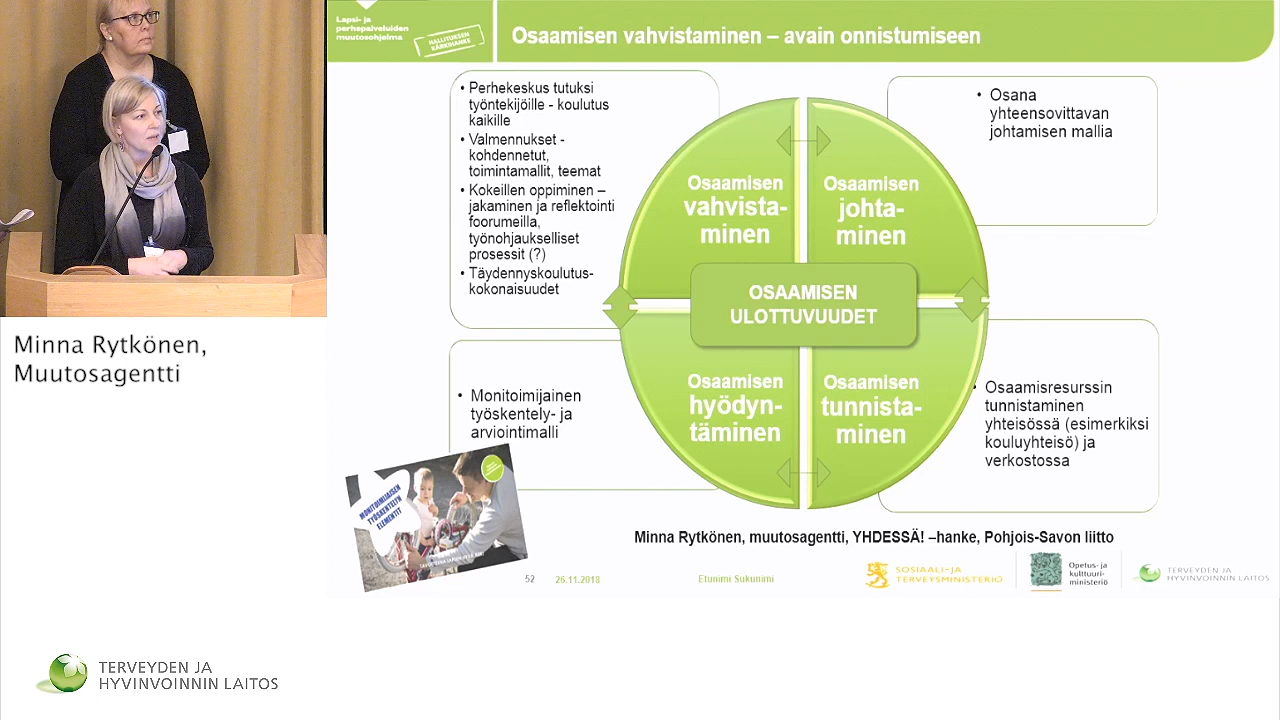 Lapsi- ja
perhepalveluiden
muutosohjelma
HALLITUKSEN
KÄRKIHANKE
Osaamisen vahvistaminen – avain onnistumiseen
• Perhekeskus tutuksi
työntekijöille - koulutus
kaikille
• Valmennukset -
kohdennetut,
toimintamallit, teemat
• Kokeillen oppiminen –
jakaminen ja reflektointi
foorumeilla,
työnohjaukselliset
prosessit (?)
• Täydennyskoulutus-
kokonaisuudet
• Osana
yhteensovittavan
johtamisen mallia
Osaamisen
vahvista-
minen
Osaamisen
johta-
minen
OSAAMISEN
ULOTTUVUUDET
Osaamisen
hyödyn-
täminen
Osaamisen
tunnista-
minen
• Monitoimijainen
työskentely- ja
arviointimalli
• Osaamisresurssin
tunnistaminen
yhteisössä (esimerkiksi
kouluyhteisö) ja
verkostossa
MONITOIMIJAISEN
TYÖSKENTELYN
ELEMENTIT
Minna Rytkönen, muutosagentti, YHDESSÄ! –hanke, Pohjois-Savon liitto
52
26.11.2018
Etunimi Sukunimi
SOSIAALI- JA
TERVEYSMINISTERIÖ
Opetus- ja
kulttuuri-
ministeriö
TERVEYDEN JA
HYVINVOINNIN LAITOS
Minna Rytkönen,
Muutosagentti
TERVEYDEN JA
HYVINVOINNIN LAITOS